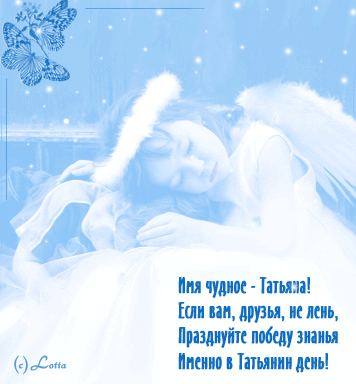 Имя чудное - Татьяна!
Если вам, друзья, не лень,
Празднуйте победу знанья
Именно в Татьянин день!
(c) Lotta